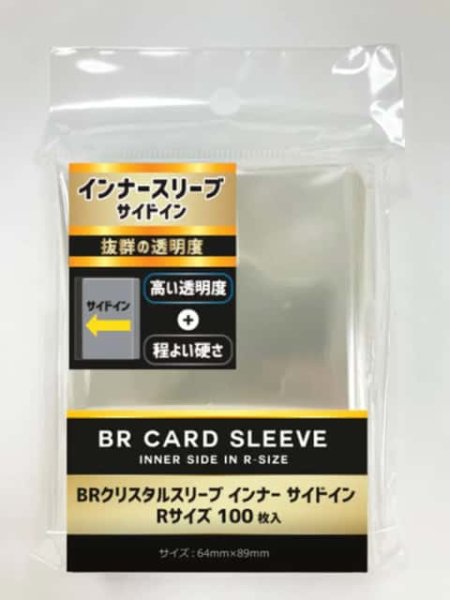 インナースリーブ
サイドイン
抜群の透明度
サイドイン
高い透明度
+
程よい硬さ
BR CARD SLEEVE
INNER SIDE IN R-SIZE
BRクリスタルスリーブ インナー サイドイン
Rサイズ 100枚入
サイズ:64mm×89mm